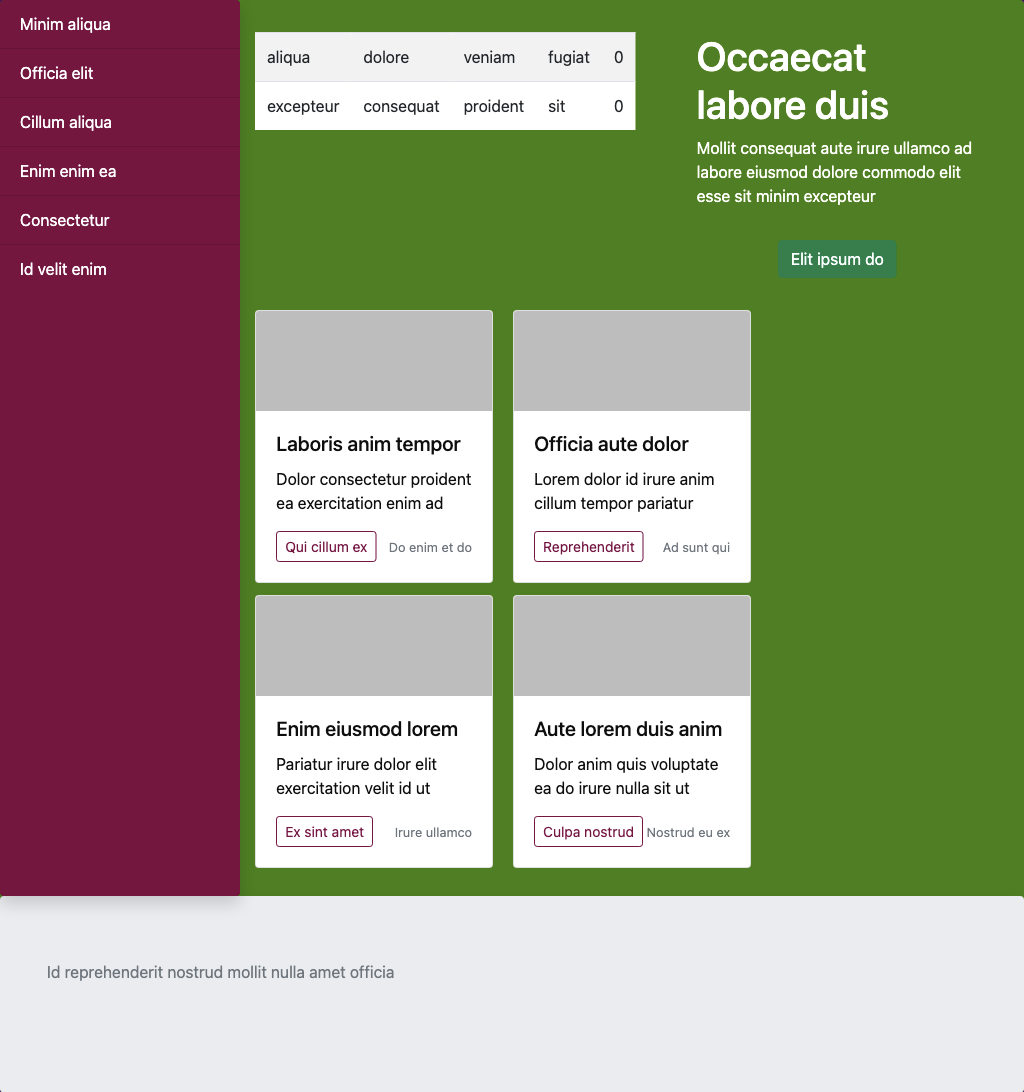 Minim aliqua
Officia elit
Cillum aliqua
Enim enim ea
Consectetur
Id velit enim
aliqua dolore veniam fugiat 0
excepteur consequat proident sit 0
Occaecat
labore duis
Mollit consequat aute irure ullamco ad
labore eiusmod dolore commodo elit
esse sit minim excepteur
Elit ipsum do
Laboris anim tempor
Dolor consectetur proident
ea exercitation enim ad
Qui cillum ex Do enim et do
Officia aute dolor
Lorem dolor id irure anim
cillum tempor pariatur
Reprehenderit Ad sunt qui
Enim eiusmod lorem
Pariatur irure dolor elit
exercitation velit id ut
Ex sint amet Irure ullamco
Aute lorem duis anim
Dolor anim quis voluptate
ea do irure nulla sit ut
Culpa nostrud Nostrud eu ex
Id reprehenderit nostrud mollit nulla amet officia